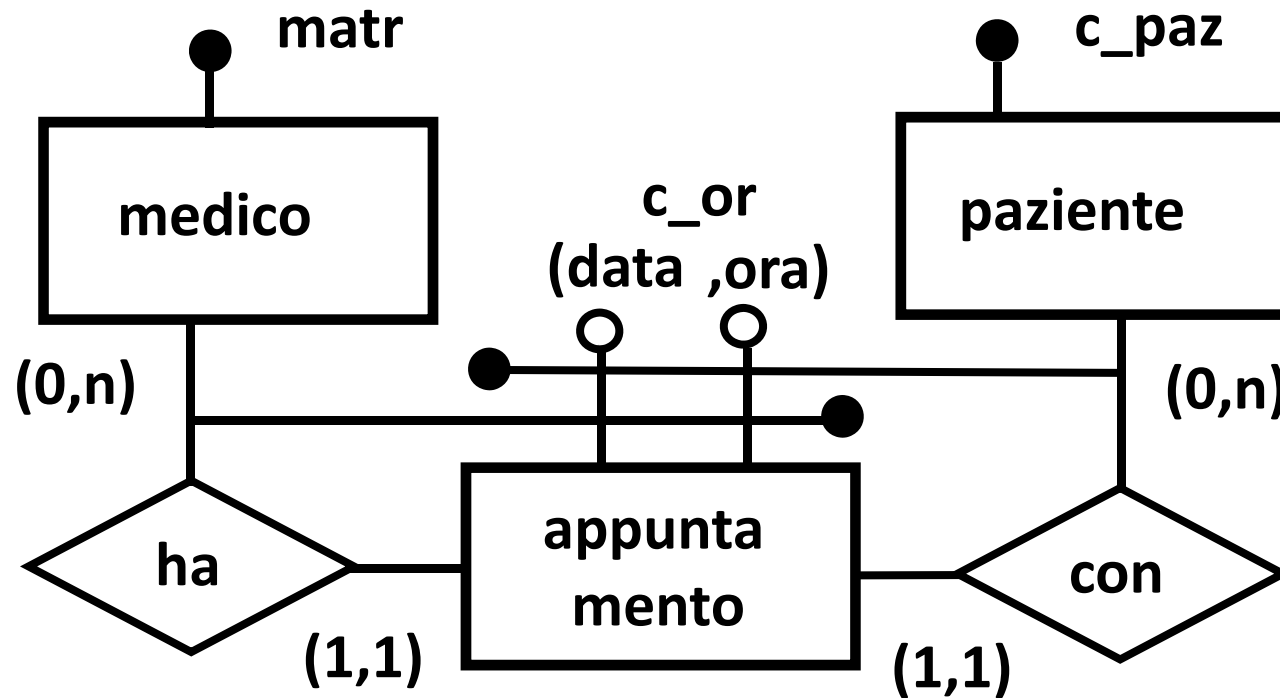 matr
c_paz
medico
c_or
(data ,ora)
paziente
(0,n)
(0,n)
ha
appunta
mento
con
(1,1)
(1,1)